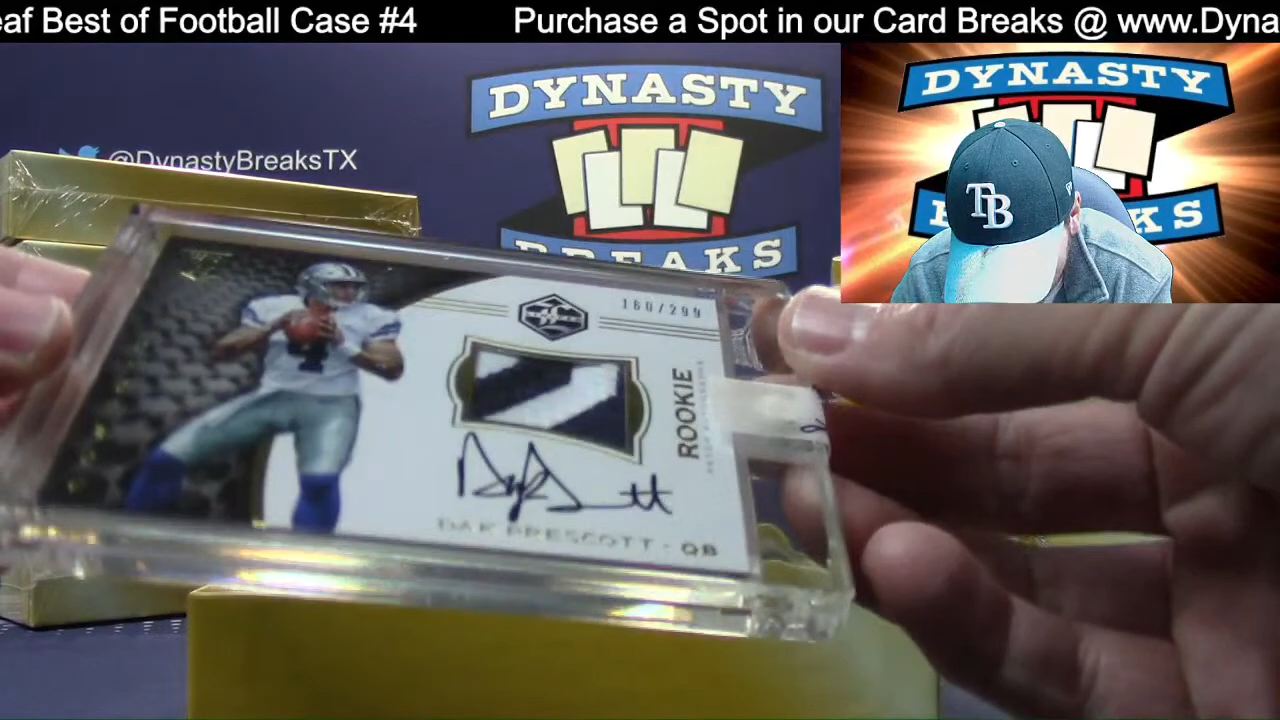 eaf Best of Football Case #4
Purchase a Spot in our Card Breaks @ www.Dyna
DYNASTY
BREAKS
@DynastyBreaksTX
DYNASTY
KS
TB
160/299
ROOKIE
4
DAK PRESCOTT - QB